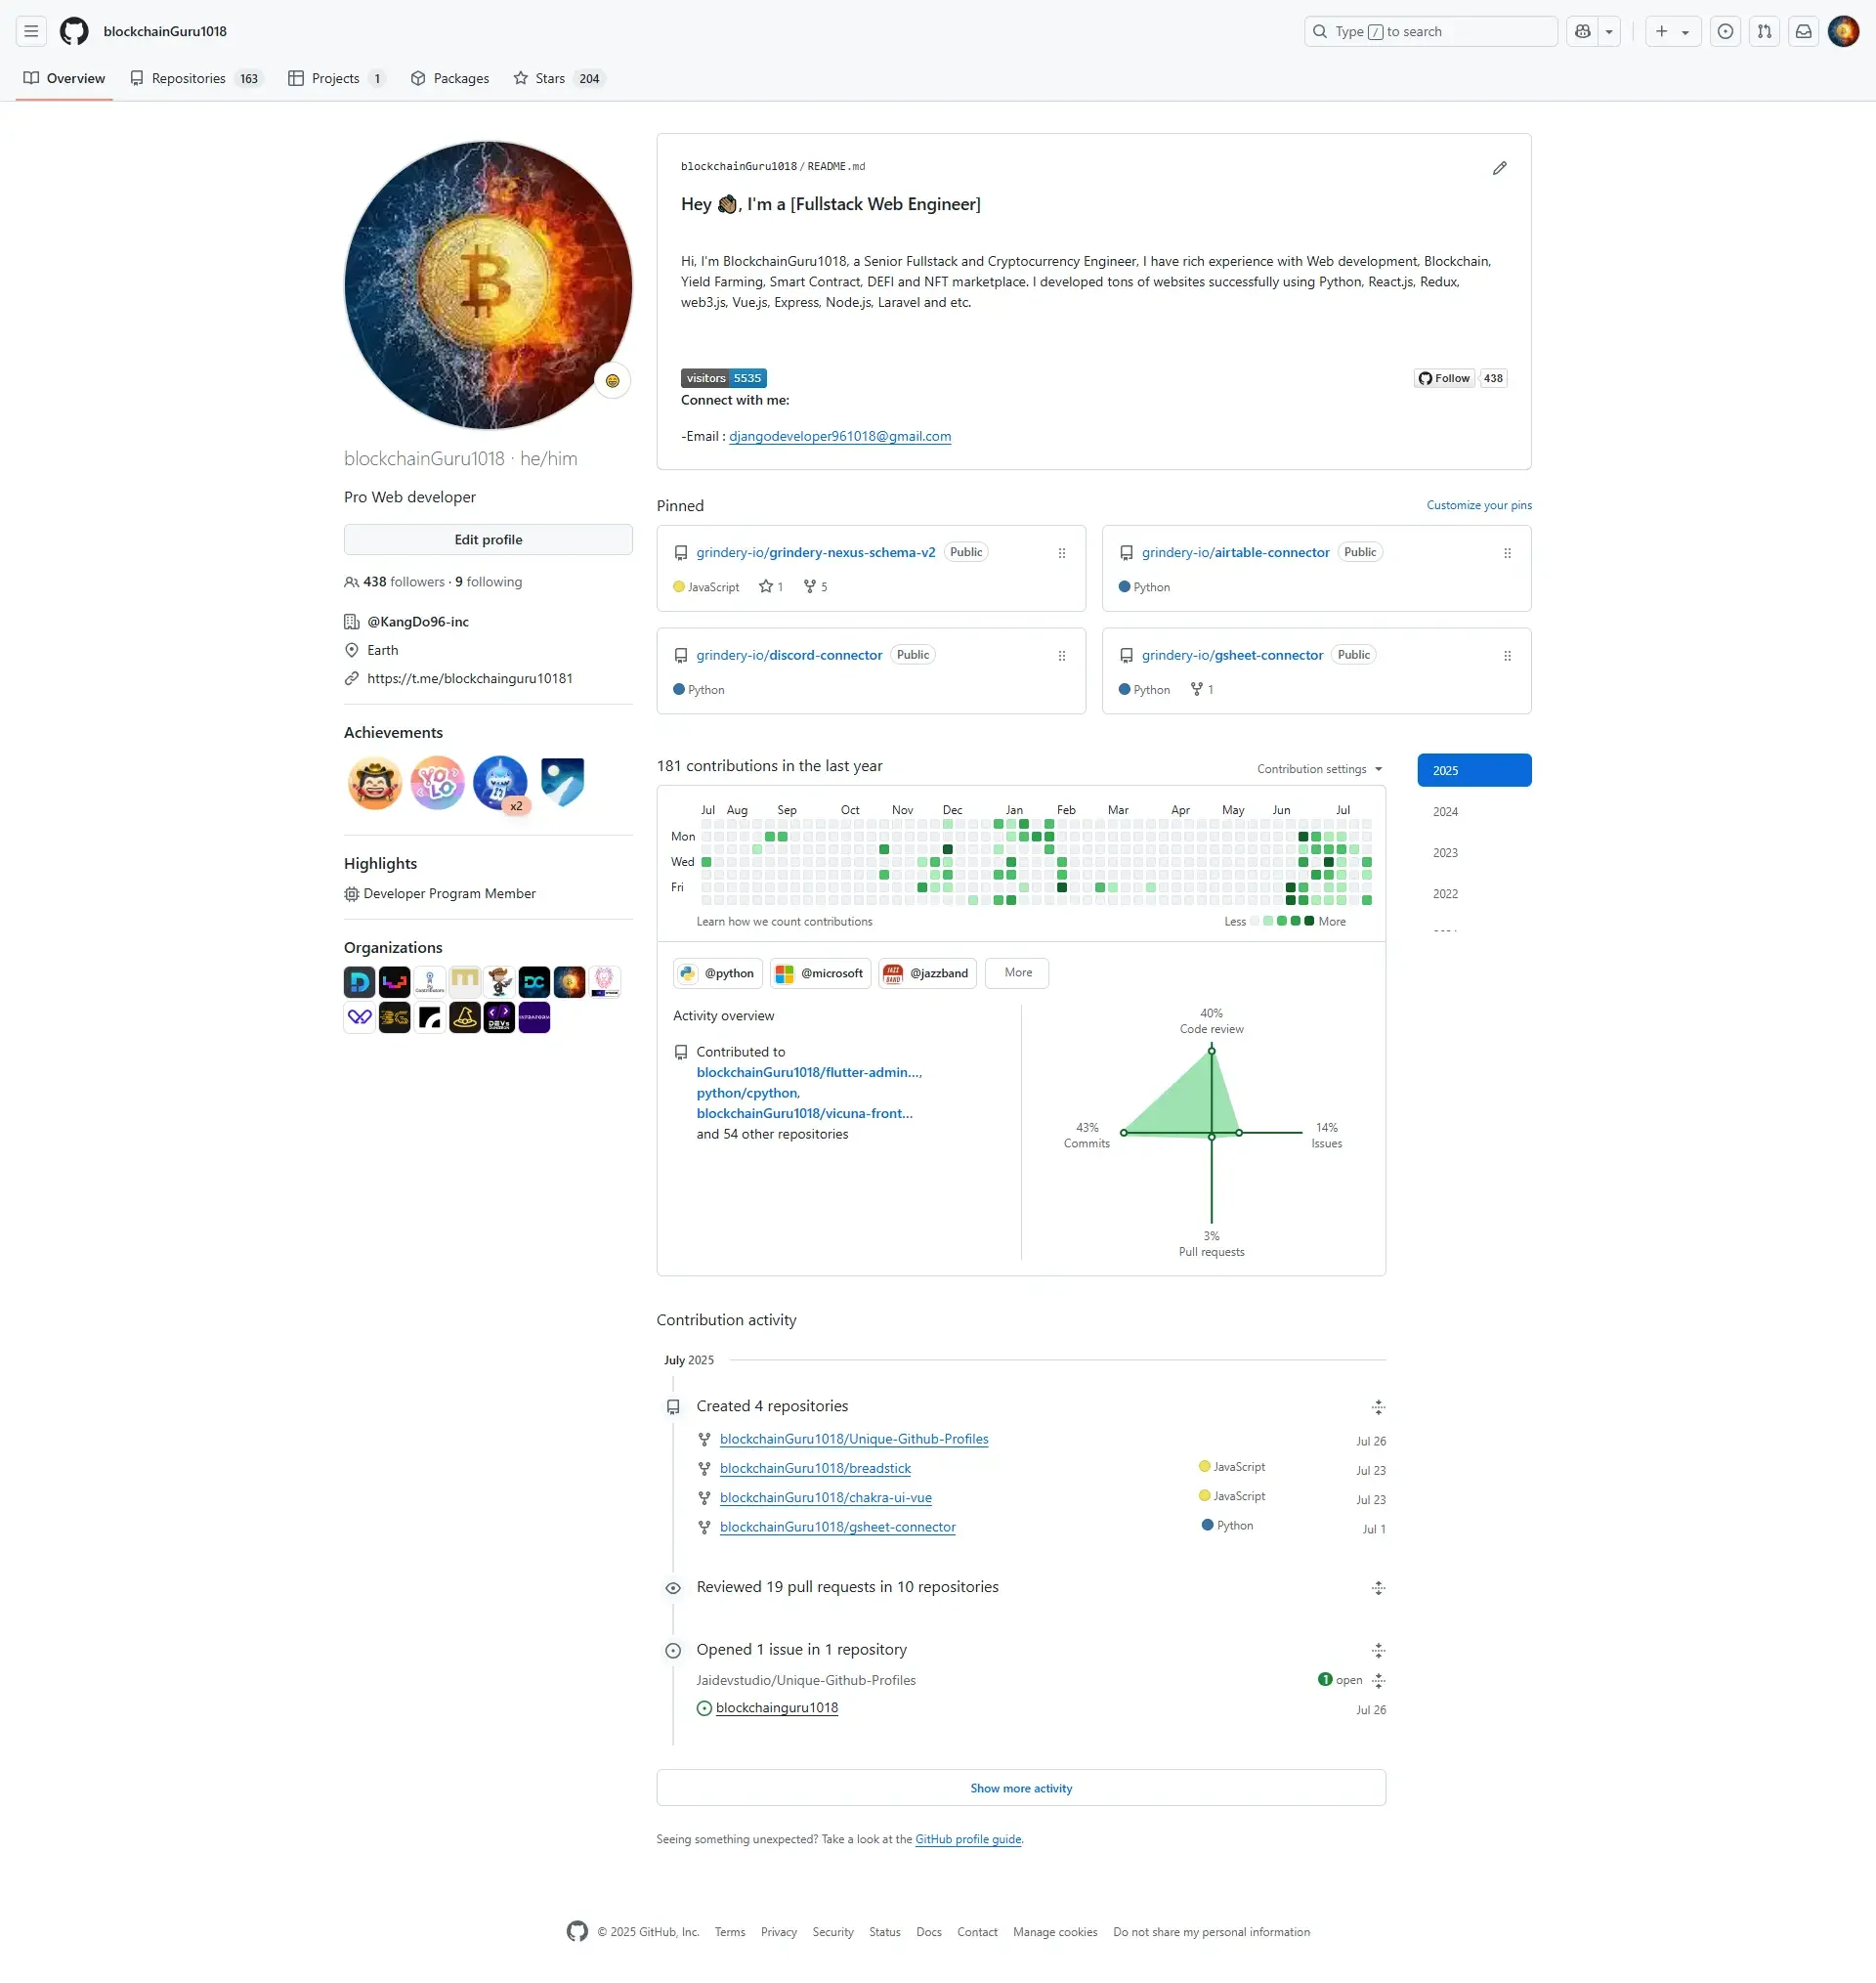 blockchainGuru1018
Type / to search
Overview
Repositories 163
Projects 1
Packages
Stars 204
blockchainGuru1018 · he/him
Pro Web developer
Edit profile
438 followers · 9 following
@KangDo96-inc
Earth
https://t.me/blockchainguru10181
Achievements
YOLO
x2
Highlights
Developer Program Member
Organizations
blockchainGuru1018 / README.md
Hey 👋, I'm a [Fullstack Web Engineer]
Hi, I'm BlockchainGuru1018, a Senior Fullstack and Cryptocurrency Engineer, I have rich experience with Web development, Blockchain,
Yield Farming, Smart Contract, DEFI and NFT marketplace. I developed tons of websites successfully using Python, React.js, Redux,
web3.js, Vue.js, Express, Node.js, Laravel and etc.
visitors 5535
Follow 438
Connect with me:
-Email : djangodeveloper961018@gmail.com
Pinned
Customize your pins
grindery-io/grindery-nexus-schema-v2 Public
JavaScript 1 5
grindery-io/airtable-connector Public
Python
grindery-io/discord-connector Public
Python
grindery-io/gsheet-connector Public
Python 1
181 contributions in the last year
Contribution settings
2025
2024
2023
2022
Jul Aug Sep Oct Nov Dec Jan Feb Mar Apr May Jun Jul
Mon
Wed
Fri
Learn how we count contributions
Less More
@python
@microsoft
JAZZ BAND @jazzband
More
Activity overview
Contributed to
blockchainGuru1018/flutter-admin...,
python/cpython,
blockchainGuru1018/vicuna-front...
and 54 other repositories
40%
Code review
43%
Commits
14%
Issues
3%
Pull requests
Contribution activity
July 2025
Created 4 repositories
blockchainGuru1018/Unique-Github-Profiles Jul 26
blockchainGuru1018/breadstick JavaScript Jul 23
blockchainGuru1018/chakra-ui-vue JavaScript Jul 23
blockchainGuru1018/gsheet-connector Python Jul 1
Reviewed 19 pull requests in 10 repositories
Opened 1 issue in 1 repository
Jaidevstudio/Unique-Github-Profiles 1 open
blockchainguru1018 Jul 26
Show more activity
Seeing something unexpected? Take a look at the GitHub profile guide.
© 2025 GitHub, Inc. Terms Privacy Security Status Docs Contact Manage cookies Do not share my personal information